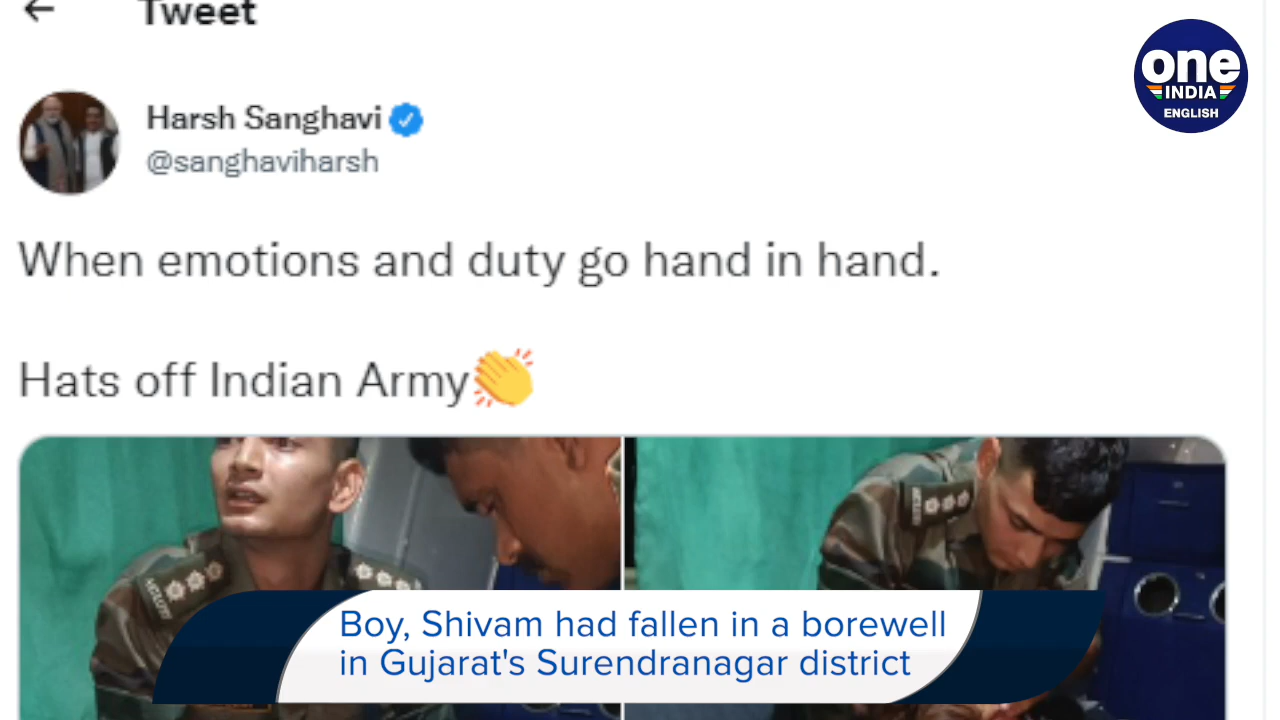 Tweet
one
INDIA
ENGLISH
Harsh Sanghavi
@sanghaviharsh
When emotions and duty go hand in hand.
Hats off Indian Army👏
Boy, Shivam had fallen in a borewell
in Gujarat's Surendranagar district